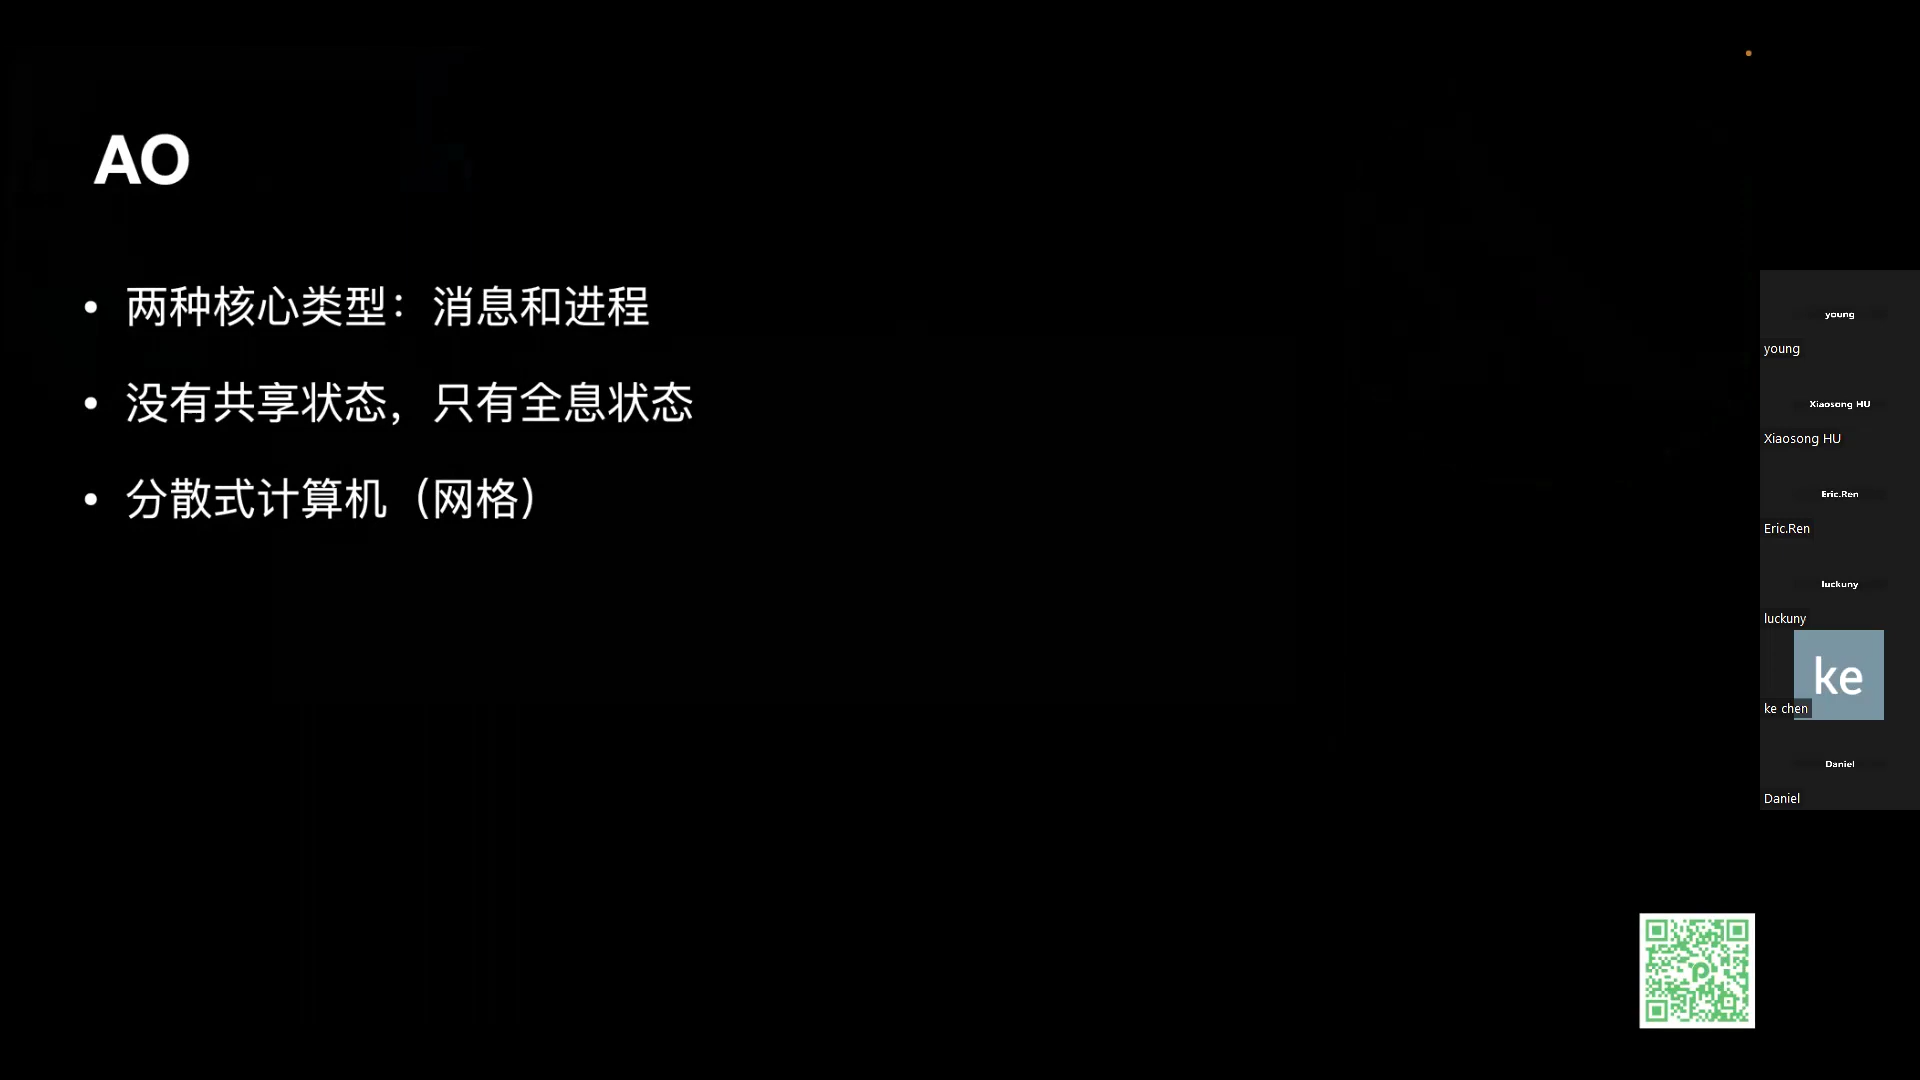 AO
• 两种核心类型：消息和进程
• 没有共享状态，只有全息状态
• 分散式计算机（网格）
young
young
Xiaosong HU
Xiaosong HU
Eric.Ren
Eric.Ren
luckuny
luckuny
ke
ke chen
Daniel
Daniel